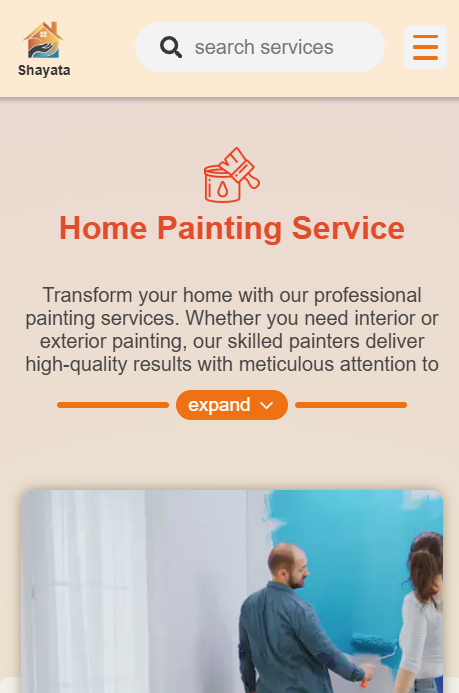 Shayata
search services
Home Painting Service
Transform your home with our professional
painting services. Whether you need interior or
exterior painting, our skilled painters deliver
high-quality results with meticulous attention to
expand